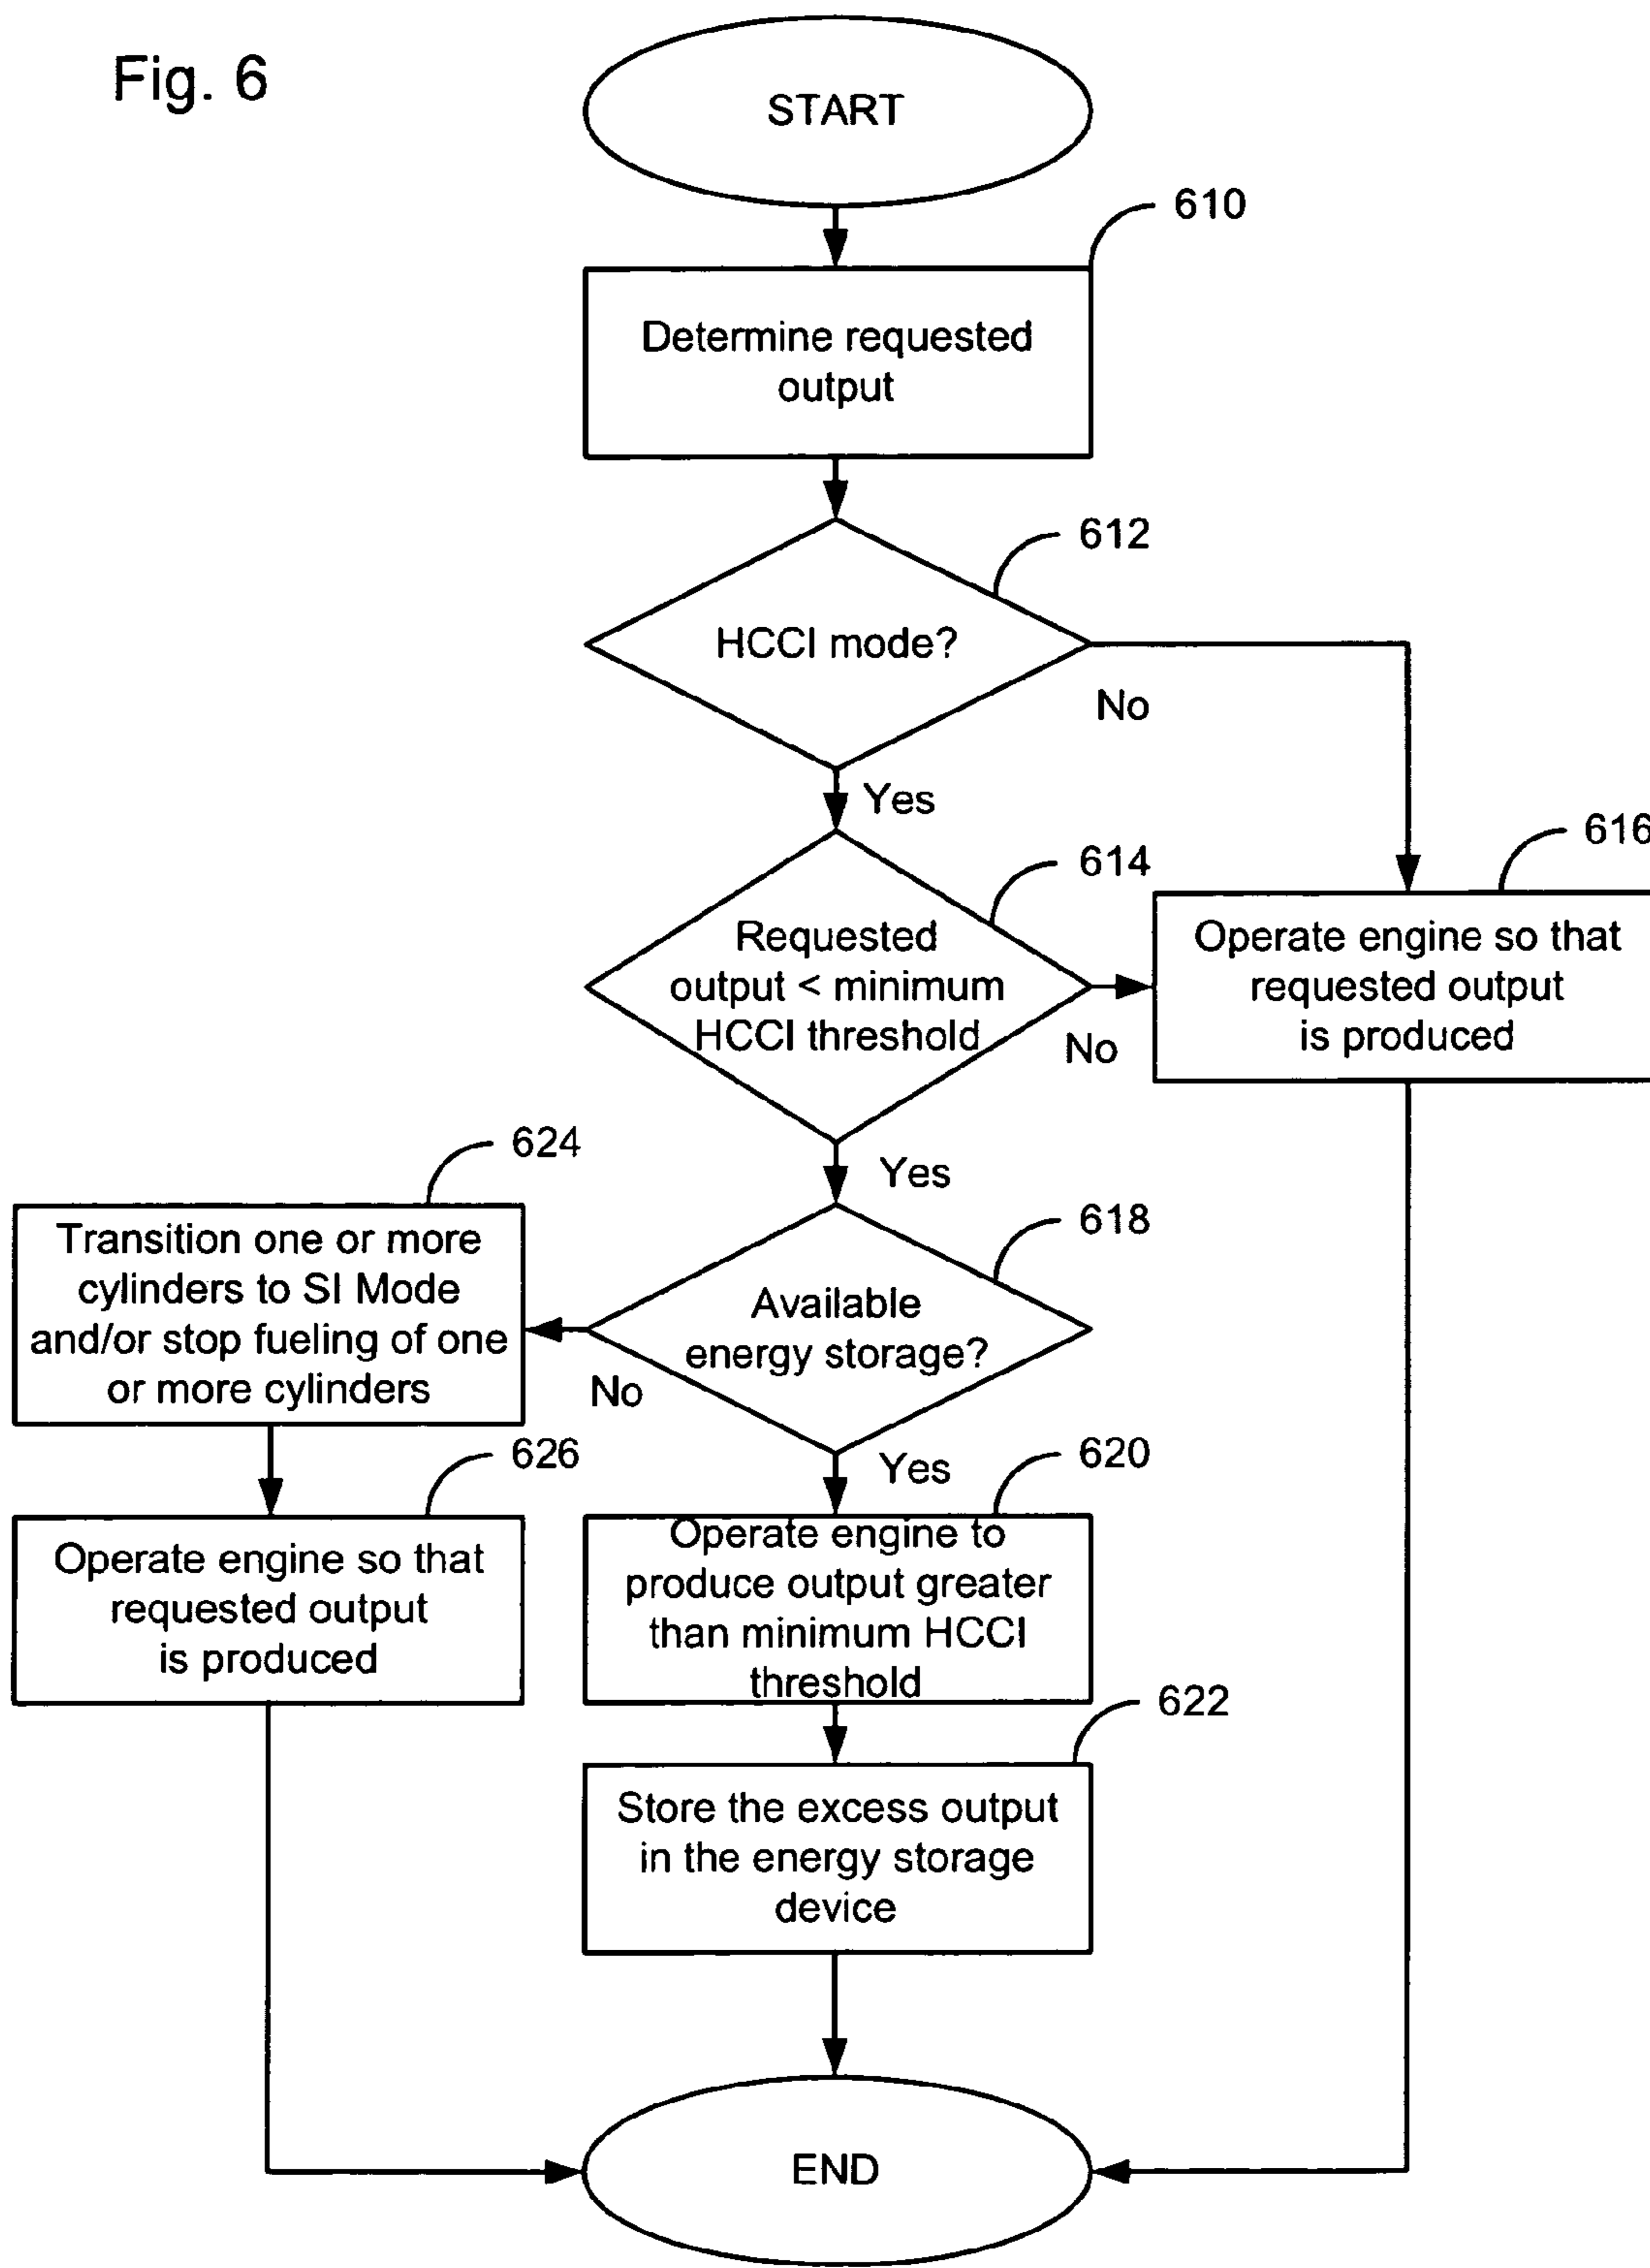 Fig. 6
START
610
Determine requested
output
612
HCCI mode?
No
Yes
614
616
Requested
output < minimum
HCCI threshold
No
Operate engine so that
requested output
is produced
Yes
624
618
Transition one or more
cylinders to SI Mode
and/or stop fueling of one
or more cylinders
Available
energy storage?
No
Yes
626
620
Operate engine so that
requested output
is produced
Operate engine to
produce output greater
than minimum HCCI
threshold
622
Store the excess output
in the energy storage
device
END